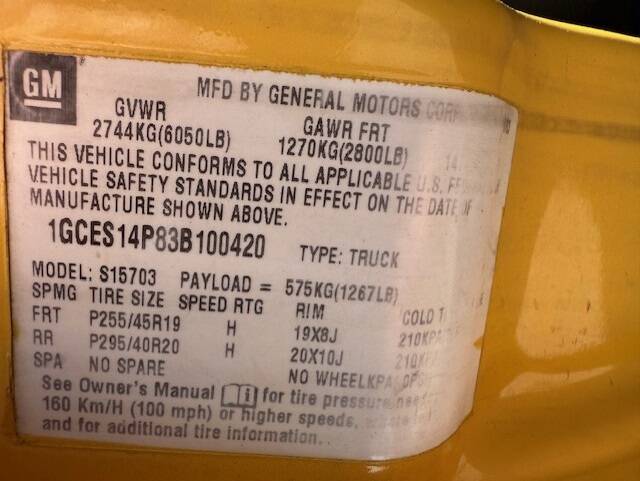 GM
MFD BY GENERAL MOTORS CORP
GVWR GAWR FRT
2744KG(6050LB) 1270KG(2800LB) 14
THIS VEHICLE CONFORMS TO ALL APPLICABLE U.S.
VEHICLE SAFETY STANDARDS IN EFFECT ON THE DATE OF
MANUFACTURE SHOWN ABOVE.
1GCES14P83B100420 TYPE: TRUCK
MODEL: S15703 PAYLOAD = 575KG(1267LB)
SPMG TIRE SIZE SPEED RTG RIM COLD
FRT P255/45R19 H 19X8J 210KPA
RR P295/40R20 H 20X10J
SPA NO SPARE NO WHEEL
See Owner's Manual for tire pressures
160 Km/H (100 mph) or higher speeds,
and for additional tire information.